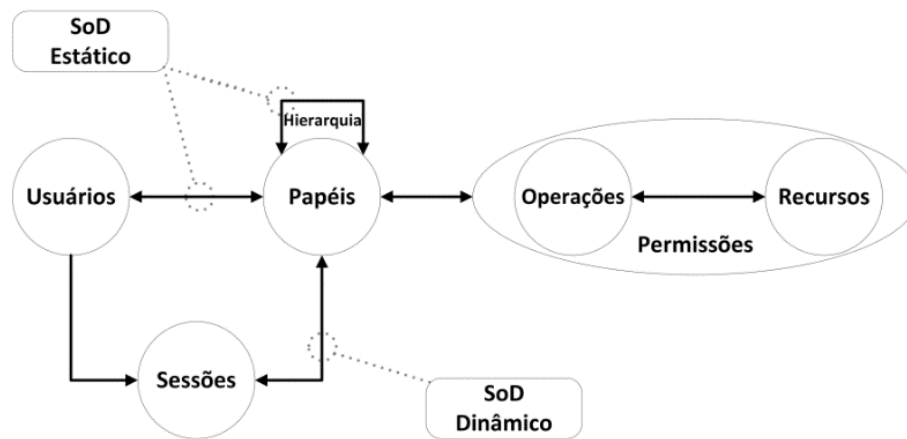 SoD
Estático
Hierarquia
Usuários
Papéis
Operações
Recursos
Permissões
Sessões
SoD
Dinâmico